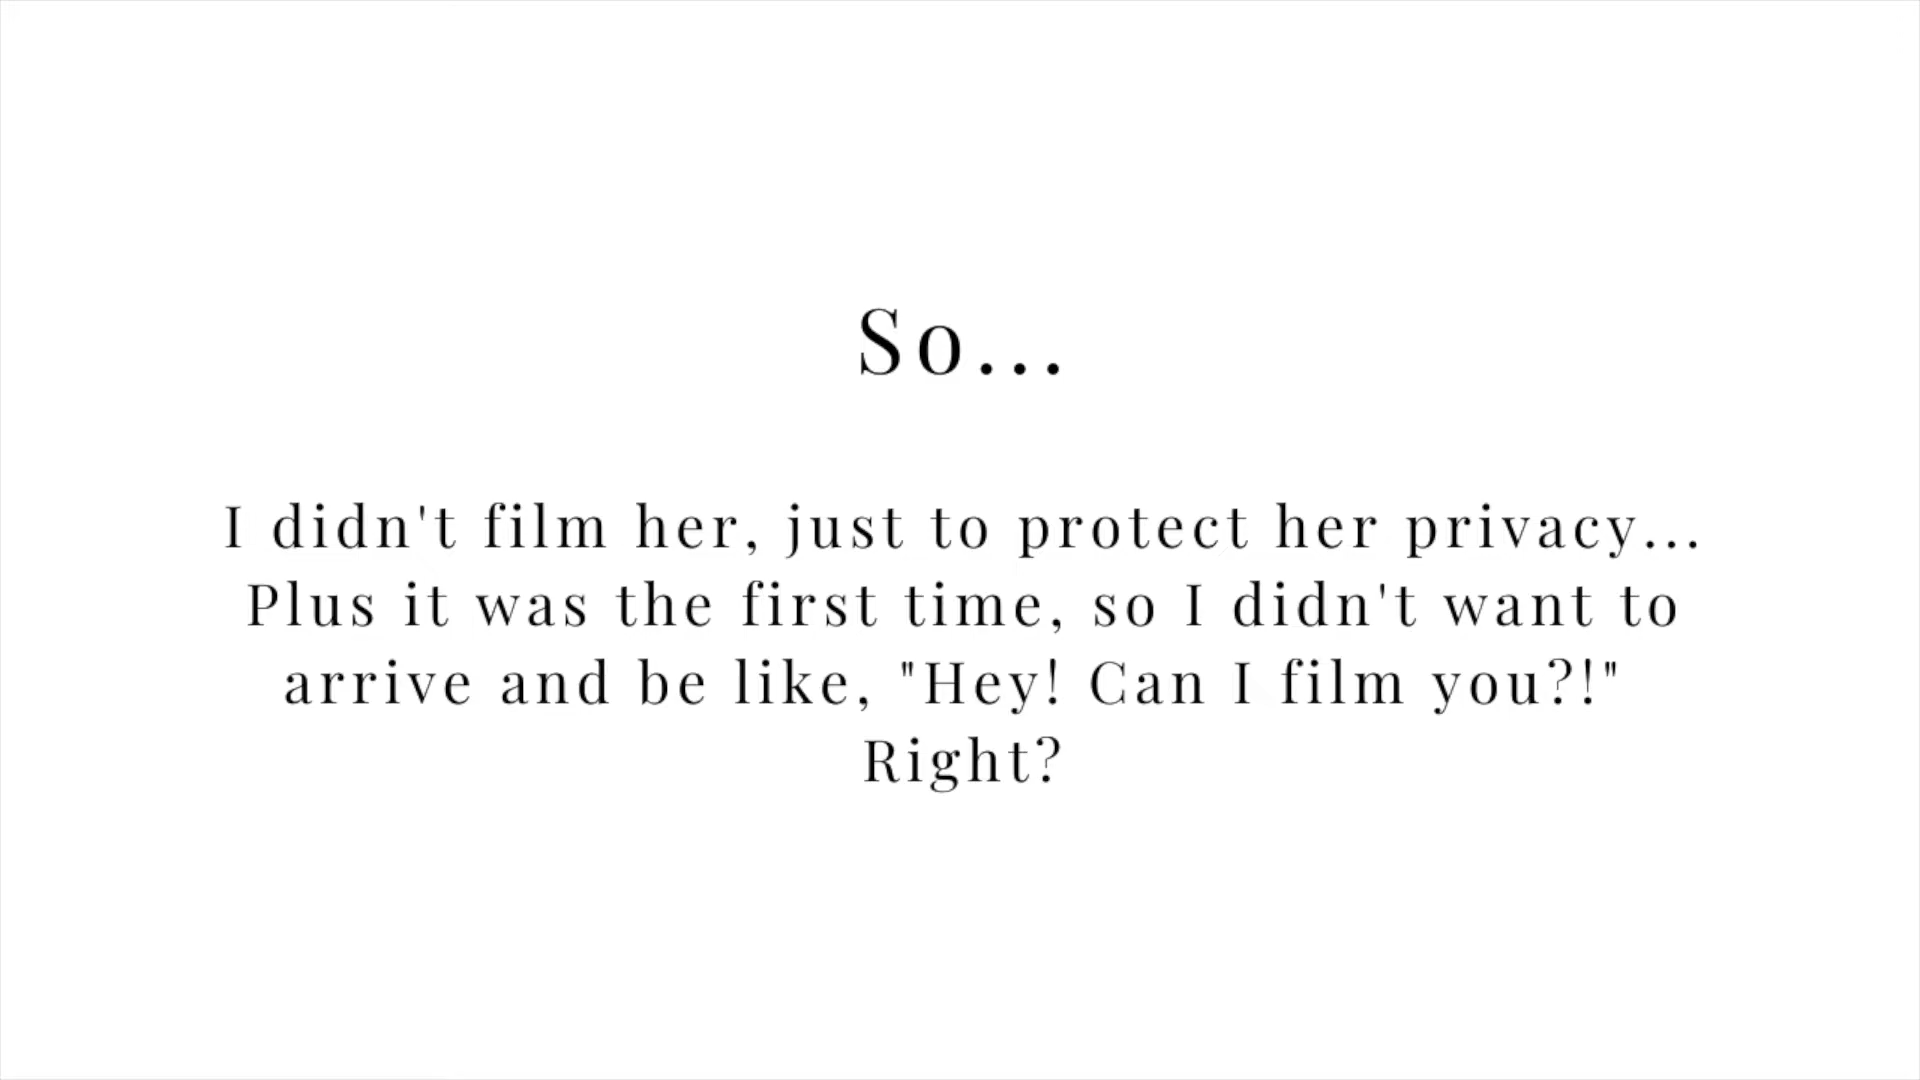 So...
I didn't film her, just to protect her privacy...
Plus it was the first time, so I didn't want to
arrive and be like, "Hey! Can I film you?!"
Right?